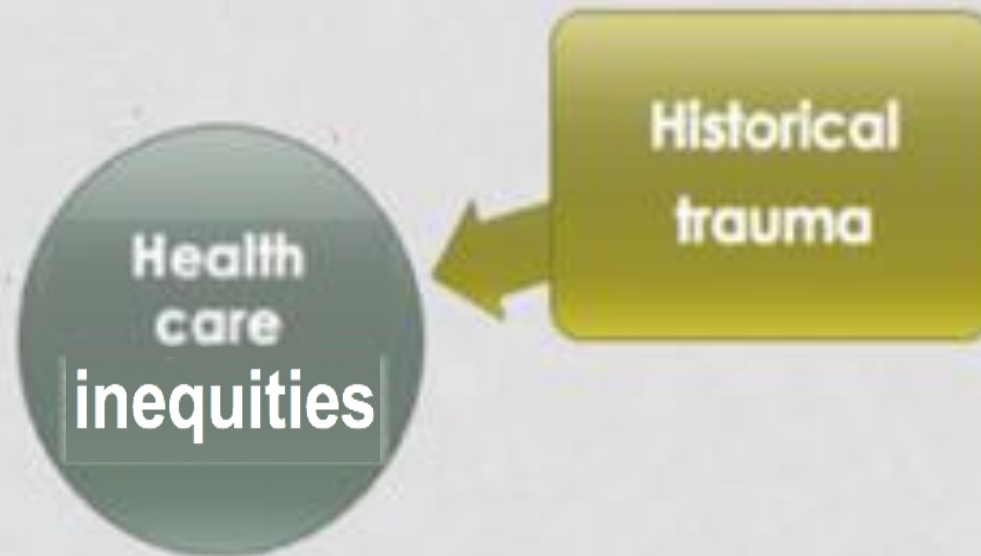 Health
care
inequities
Historical
trauma